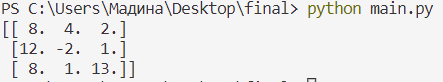 PS C:\Users\Мадина\Desktop\final> python main.py
[[ 8.  4.  2.]
 [12. -2.  1.]
 [ 8.  1. 13.]]